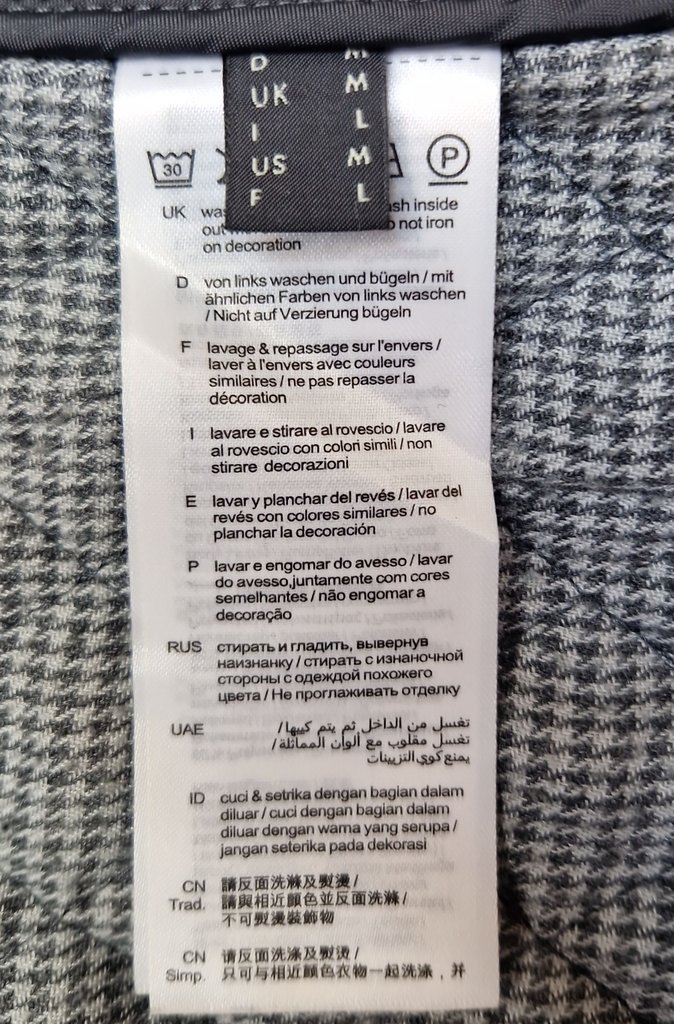 D M
UK M
I L
US M
F L
30 P
UK sh inside
out not iron
on decoration
D von links waschen und bügeln / mit
ähnlichen Farben von links waschen
/ Nicht auf Verzierung bügeln
F lavage & repassage sur l'envers /
laver à l'envers avec couleurs
similaires / ne pas repasser la
décoration
I lavare e stirare al rovescio / lavare
al rovescio con colori simili / non
stirare decorazioni
E lavar y planchar del revés / lavar del
revés con colores similares / no
planchar la decoración
P lavar e engomar do avesso / lavar
do avesso,juntamente com cores
semelhantes / não engomar a
decoração
RUS стирать и гладить, вывернув
наизнанку / стирать с изнаночной
стороны с одеждой похожего
цвета / Не проглаживать отделку
UAE تغسل من الداخل ثم يتم كيها/
تغسل مقلوب مع ألوان المماثلة/
يمنع كوي التزيينات
ID cuci & setrika dengan bagian dalam
diluar / cuci dengan bagian dalam
diluar dengan warna yang serupa /
jangan seterika pada dekorasi
CN 請反面洗滌及熨燙 /
Trad. 請與相近顏色並反面洗滌 /
不可熨燙裝飾物
CN 请反面洗涤及熨烫 /
Simp. 只可与相近颜色衣物一起洗涤，并